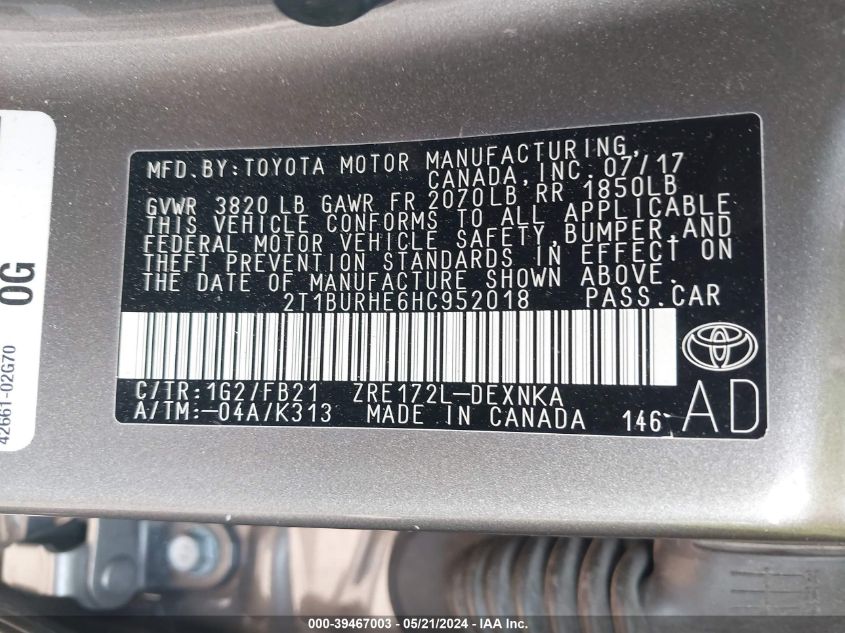 MFD. BY: TOYOTA MOTOR MANUFACTURING,
CANADA, INC. 07/17
GVWR 3820 LB GAWR FR 2070LB, RR 1850LB
THIS VEHICLE CONFORMS TO ALL APPLICABLE
FEDERAL MOTOR VEHICLE SAFETY, BUMPER, AND
THEFT PREVENTION STANDARDS IN EFFECT ON
THE DATE OF MANUFACTURE SHOWN ABOVE.
2T1BURHE6HC952018 PASS. CAR
C/TR: 1G2/FB21 ZRE172L-DEXNKA
A/TM: -04A/K313 MADE IN CANADA 146
AD
OG
42661-02G70
000-39467003 - 05/21/2024 - IAA, Inc.